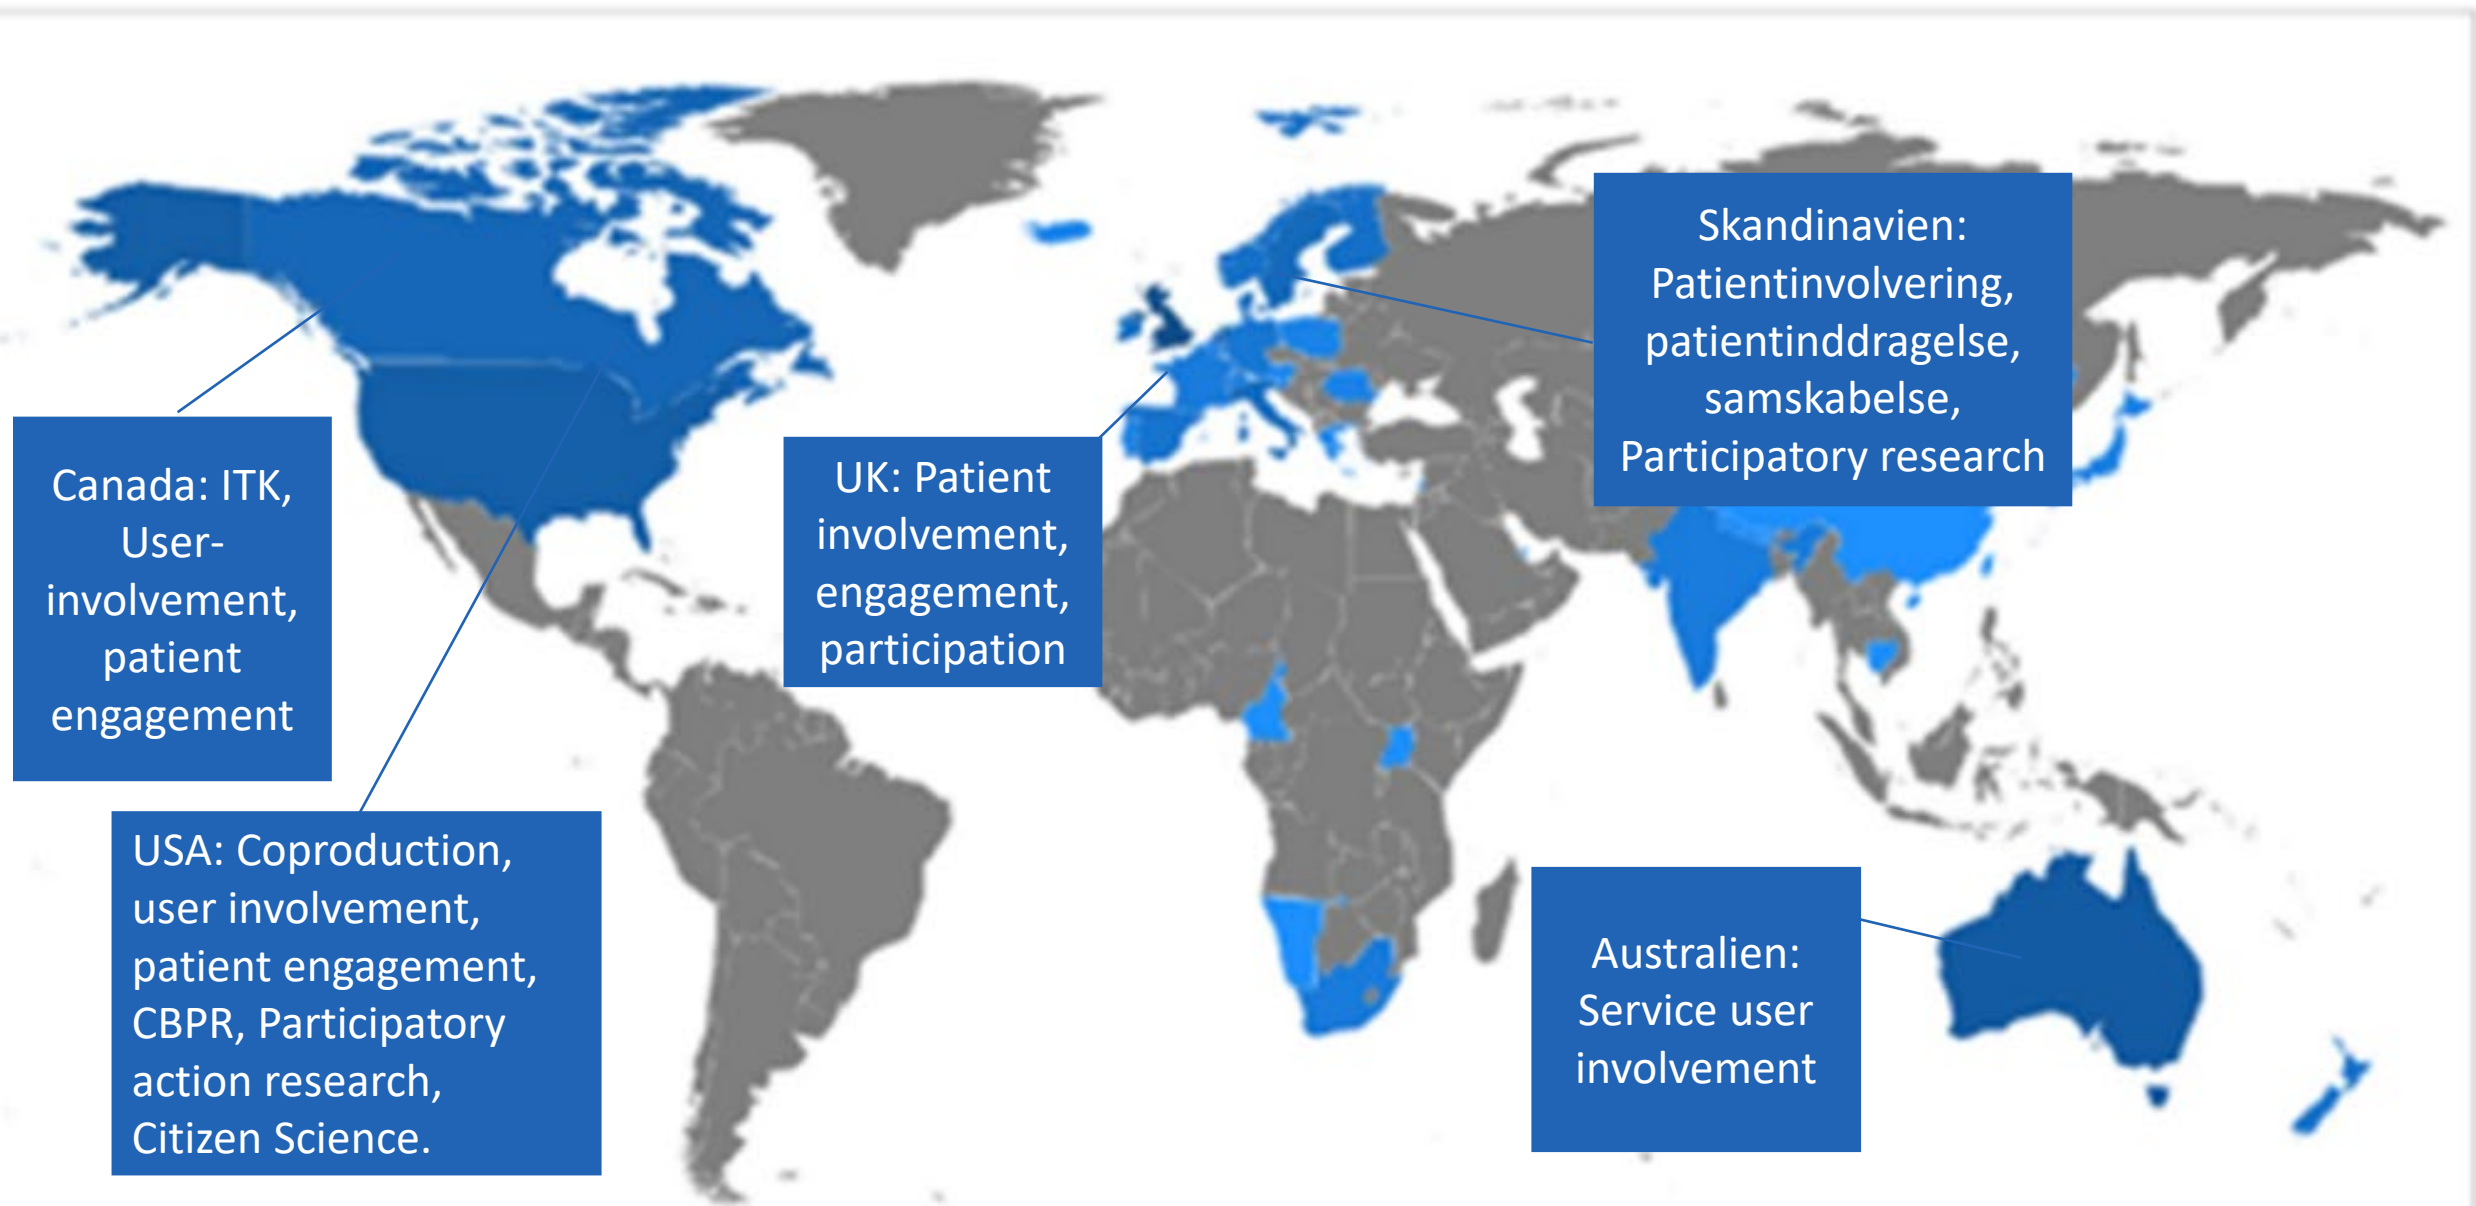 Skandinavien:
Patientinvolvering,
patientinddragelse,
samskabelse,
Participatory research
Canada: ITK,
User-
involvement,
patient
engagement
UK: Patient
involvement,
engagement,
participation
USA: Coproduction,
user involvement,
patient engagement,
CBPR, Participatory
action research,
Citizen Science.
Australien:
Service user
involvement